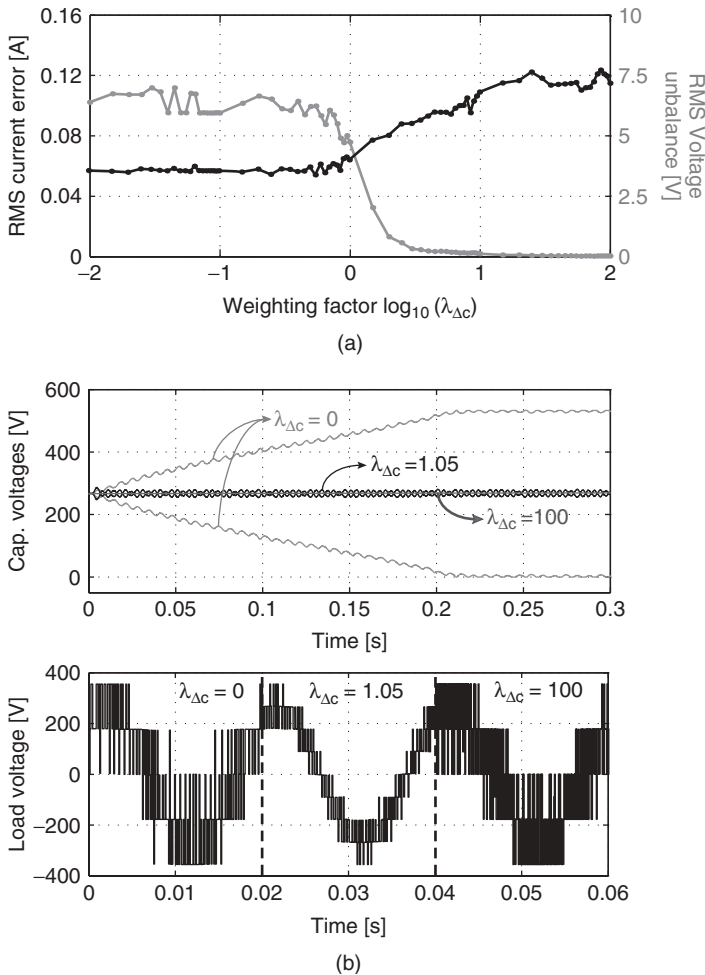 0.16
0.12
0.08
0.04
0
RMS current error [A]
10
7.5
5
2.5
0
RMS Voltage
unbalance [V]
−2
−1
0
1
2
Weighting factor log10 (λΔc)
(a)
600
400
200
0
Cap. voltages [V]
λΔc = 0
λΔc =1.05
λΔc =100
0
0.05
0.1
0.15
0.2
0.25
0.3
Time [s]
400
200
0
−200
−400
Load voltage [V]
λΔc = 0
λΔc = 1.05
λΔc = 100
0
0.01
0.02
0.03
0.04
0.05
0.06
Time [s]
(b)